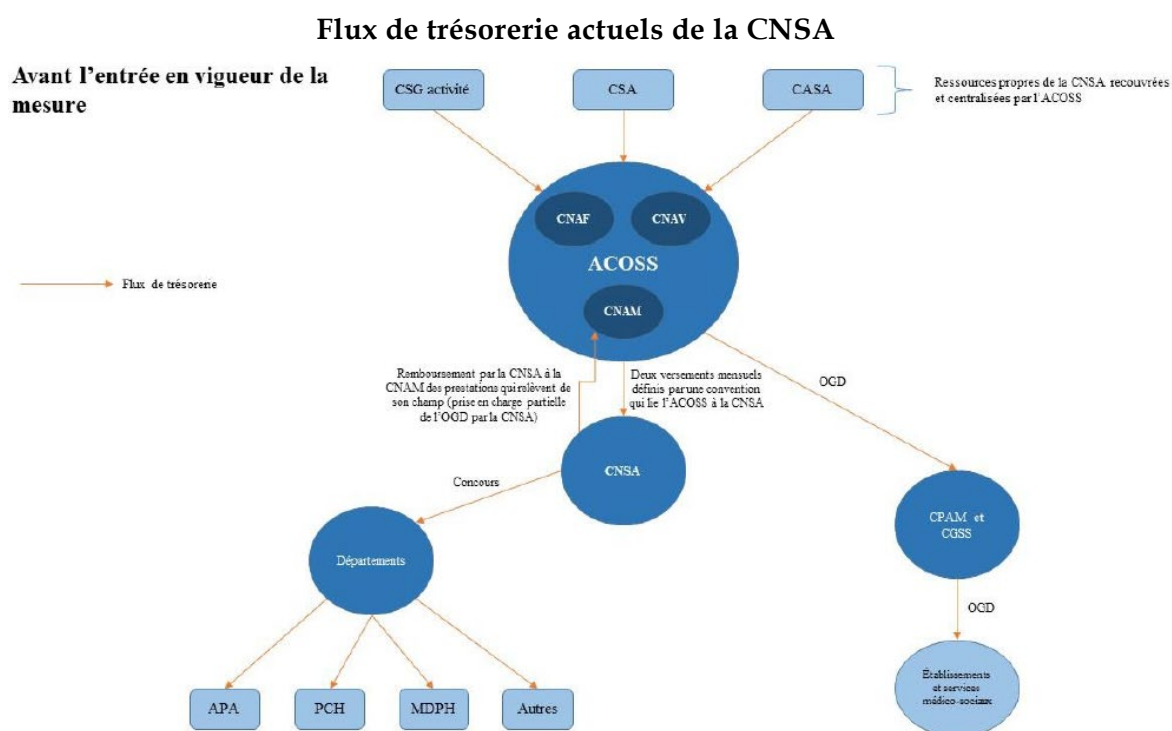 Flux de trésorerie actuels de la CNSA
Avant l'entrée en vigueur de la
mesure
CSG activité
CSA
CASA
Ressources propres de la CNSA recouvrées
et centralisées par l'ACOSS
CNAF
CNAV
ACOSS
CNAM
Flux de trésorerie
Remboursement par la CNSA à la
CNAM des prestations qui relèvent de
son champ (prise en charge partielle
de l'OGD par la CNSA)
Deux versements mensuels
définis par une convention
qui lie l'ACOSS à la CNSA
OGD
CNSA
Concours
CPAM et
CGSS
Départements
OGD
Établissements
et services
médico-sociaux
APA
PCH
MDPH
Autres